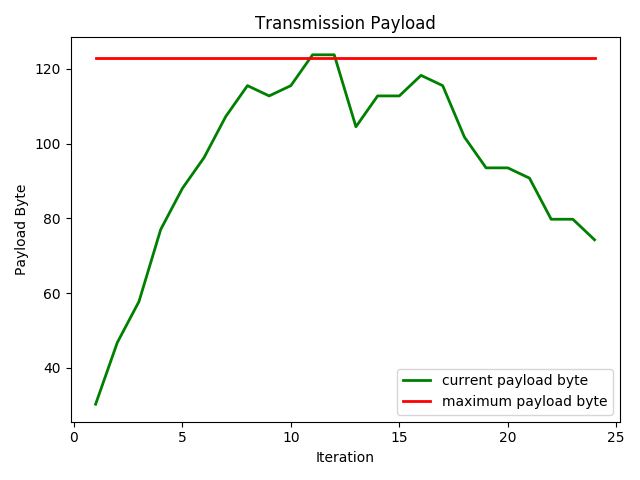 Transmission Payload
120
100
80
60
40
Payload Byte
0
5
10
15
20
25
Iteration
current payload byte
maximum payload byte